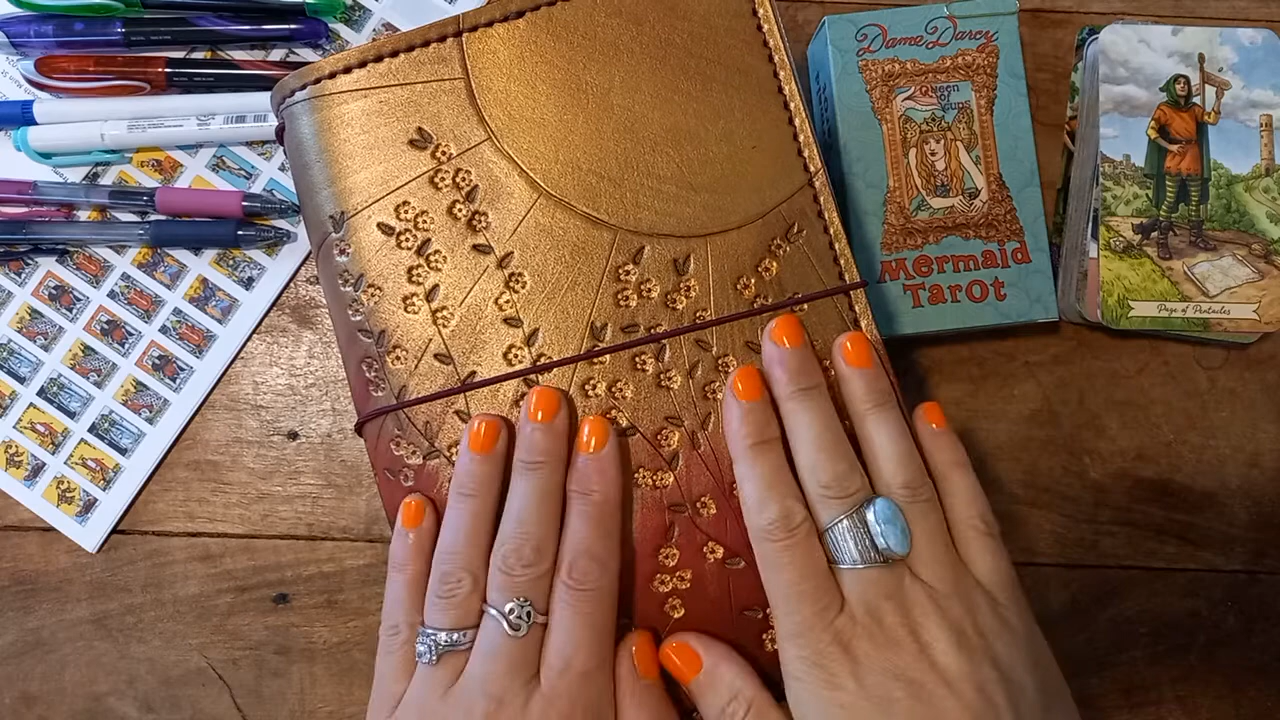 Dame Darcy
Queen
of
Cups
Mermaid
Tarot
Page of Pentacles